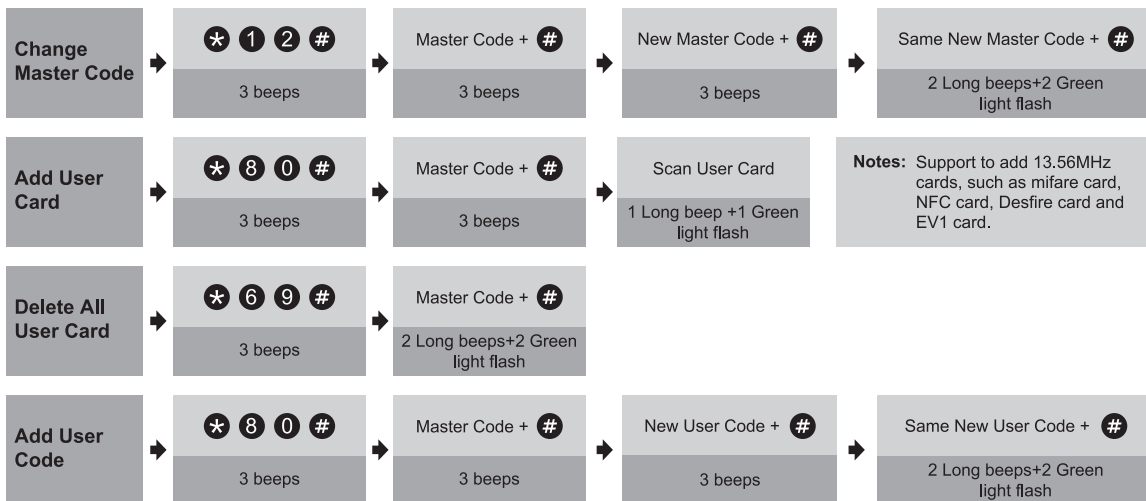 Change
Master Code
* 1 2 #
3 beeps
Master Code + #
3 beeps
New Master Code + #
3 beeps
Same New Master Code + #
2 Long beeps+2 Green
light flash
Add User
Card
* 8 0 #
3 beeps
Master Code + #
3 beeps
Scan User Card
1 Long beep +1 Green
light flash
Notes: Support to add 13.56MHz
cards, such as mifare card,
NFC card, Desfire card and
EV1 card.
Delete All
User Card
* 6 9 #
3 beeps
Master Code + #
2 Long beeps+2 Green
light flash
Add User
Code
* 8 0 #
3 beeps
Master Code + #
3 beeps
New User Code + #
3 beeps
Same New User Code + #
2 Long beeps+2 Green
light flash